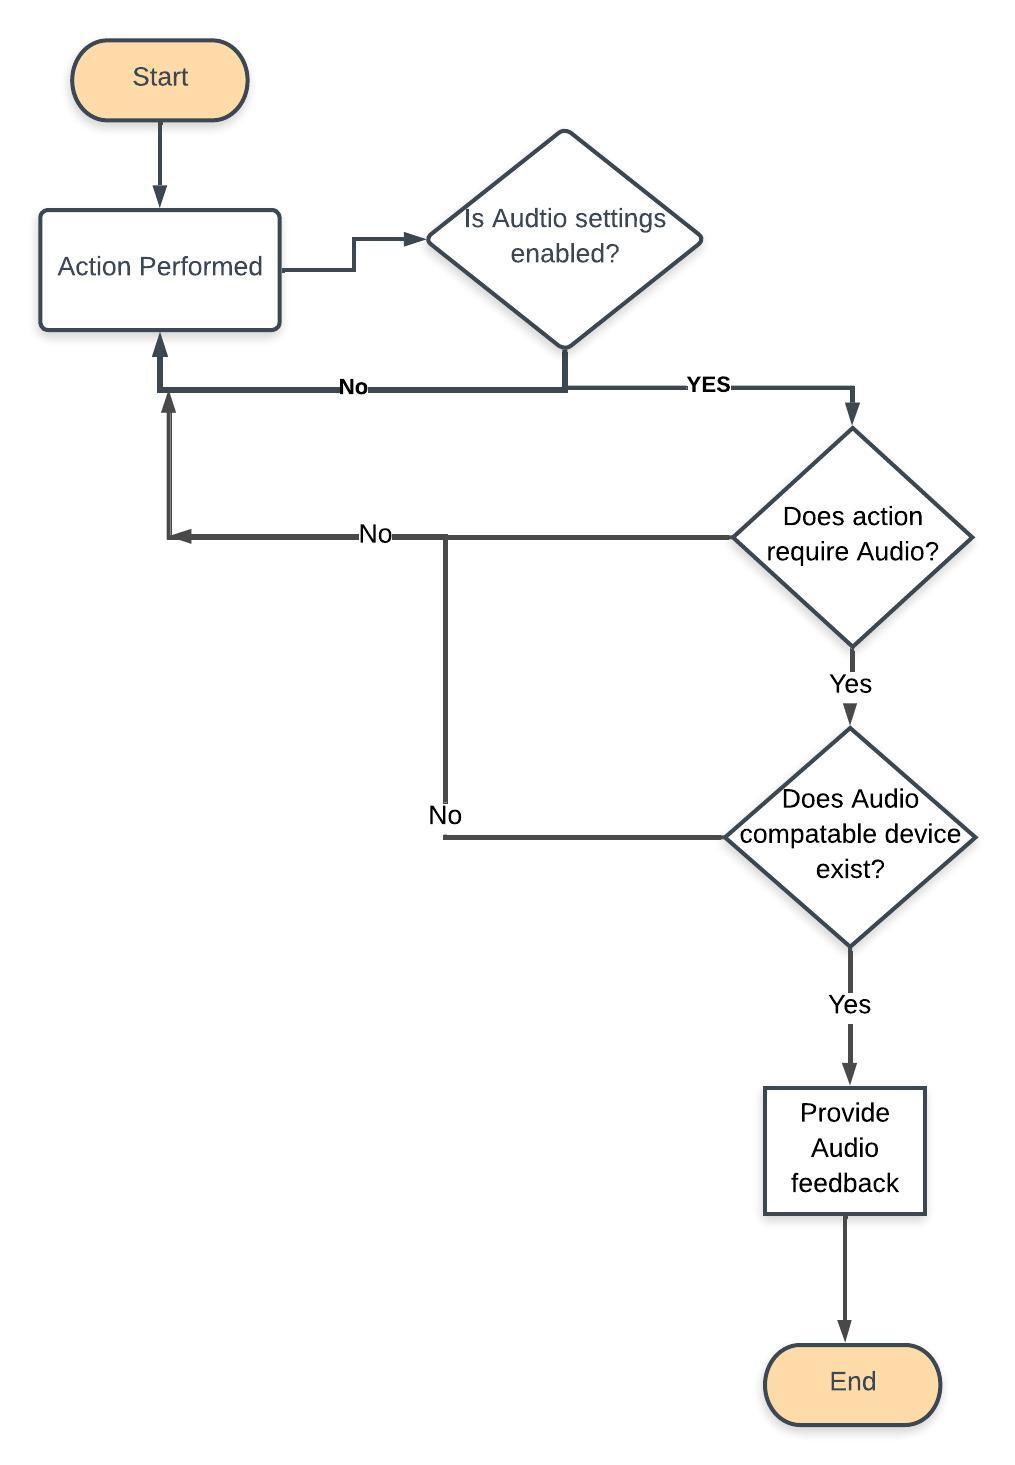 Start
Is Audtio settings
enabled?
Action Performed
No
YES
Does action
require Audio?
No
Yes
Does Audio
compatable device
exist?
No
Yes
Provide
Audio
feedback
End